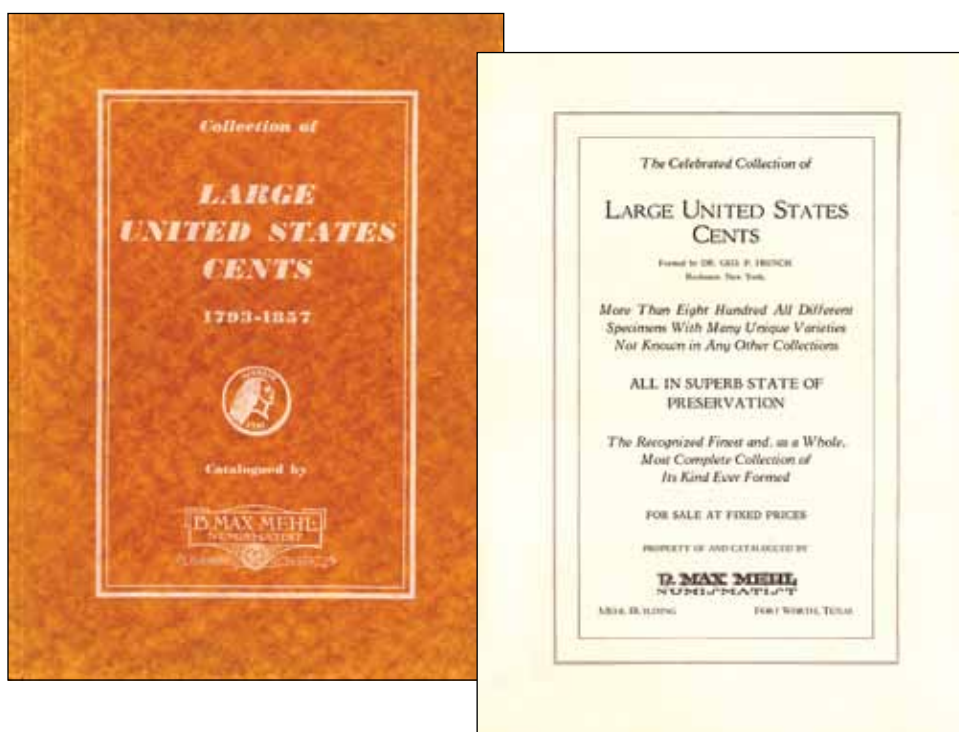 Collection of
LARGE
UNITED STATES
CENTS
1793-1857
Catalogued by
B. MAX MEHL
NUMISMATIST
The Celebrated Collection of
LARGE UNITED STATES
CENTS
Formed by DR. GEO. P. FRENCH
Rochester, New York.
More Than Eight Hundred All Different
Specimens With Many Unique Varieties
Not Known in Any Other Collections
ALL IN SUPERB STATE OF
PRESERVATION
The Recognized Finest and, as a Whole,
Most Complete Collection of
Its Kind Ever Formed
FOR SALE AT FIXED PRICES
PROPERTY OF AND CATALOGUED BY
B. MAX MEHL
NUMISMATIST
MEHL BUILDING FORT WORTH, TEXAS